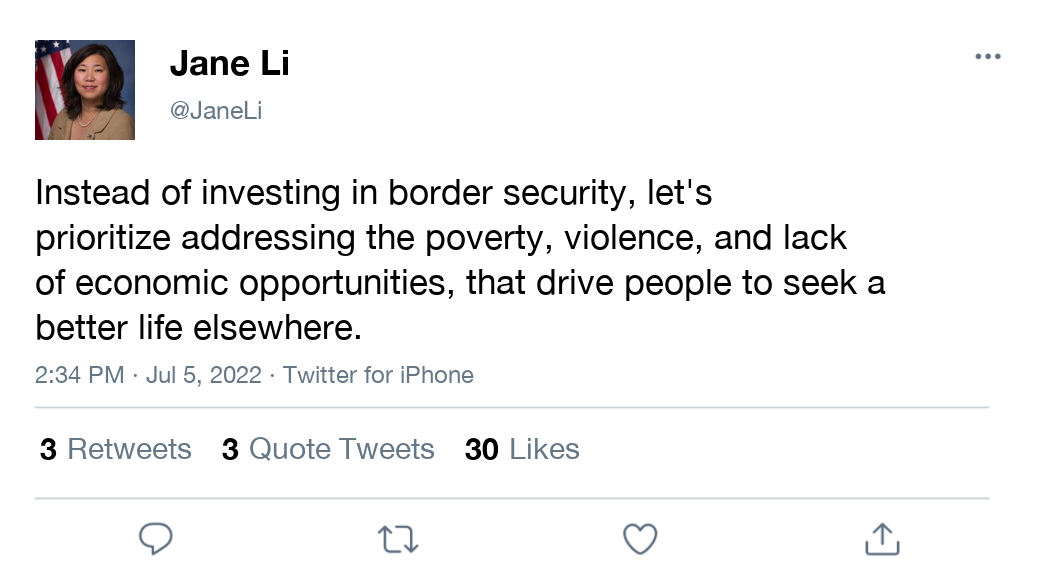 Jane Li
@JaneLi
Instead of investing in border security, let's
prioritize addressing the poverty, violence, and lack
of economic opportunities, that drive people to seek a
better life elsewhere.
2:34 PM · Jul 5, 2022 · Twitter for iPhone
3 Retweets 3 Quote Tweets 30 Likes